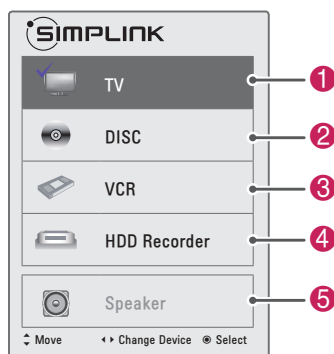 SIMPLINK
TV 1
DISC 2
VCR 3
HDD Recorder 4
Speaker 5
Move Change Device Select